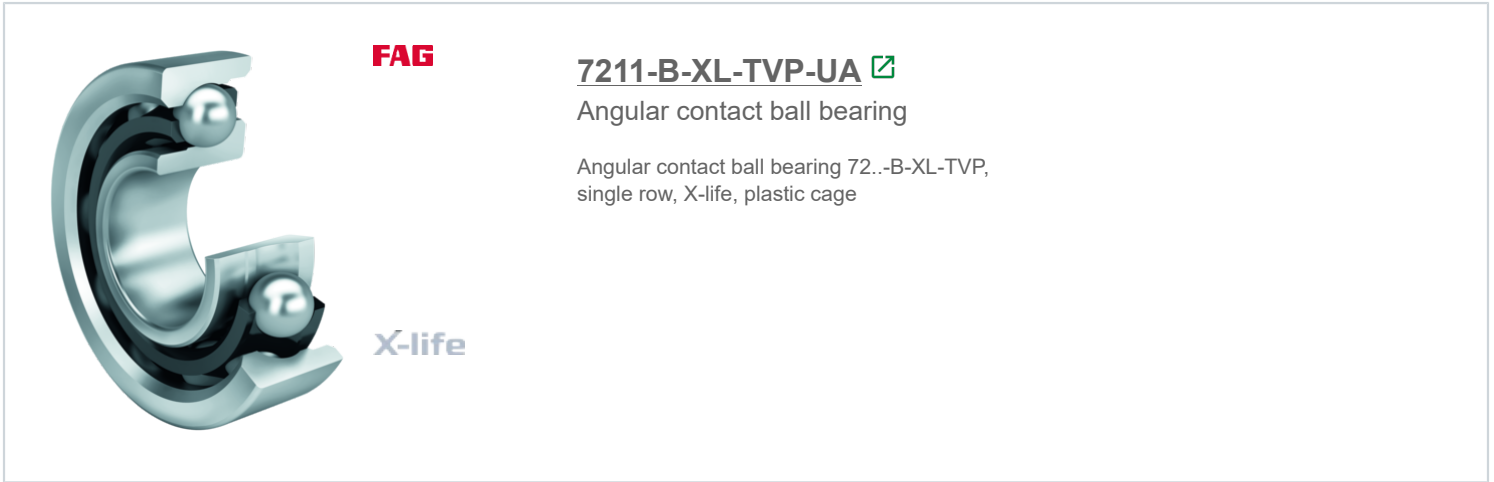 FAG
7211-B-XL-TVP-UA
Angular contact ball bearing
Angular contact ball bearing 72..-B-XL-TVP,
single row, X-life, plastic cage
X-life